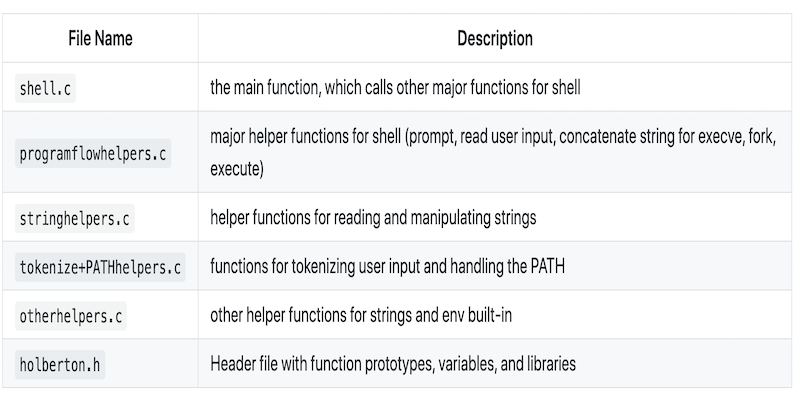 File Name Description
shell.c the main function, which calls other major functions for shell
programflowhelpers.c major helper functions for shell (prompt, read user input, concatenate string for execve, fork,
execute)
stringhelpers.c helper functions for reading and manipulating strings
tokenize+PATHhelpers.c functions for tokenizing user input and handling the PATH
otherhelpers.c other helper functions for strings and env built-in
holberton.h Header file with function prototypes, variables, and libraries